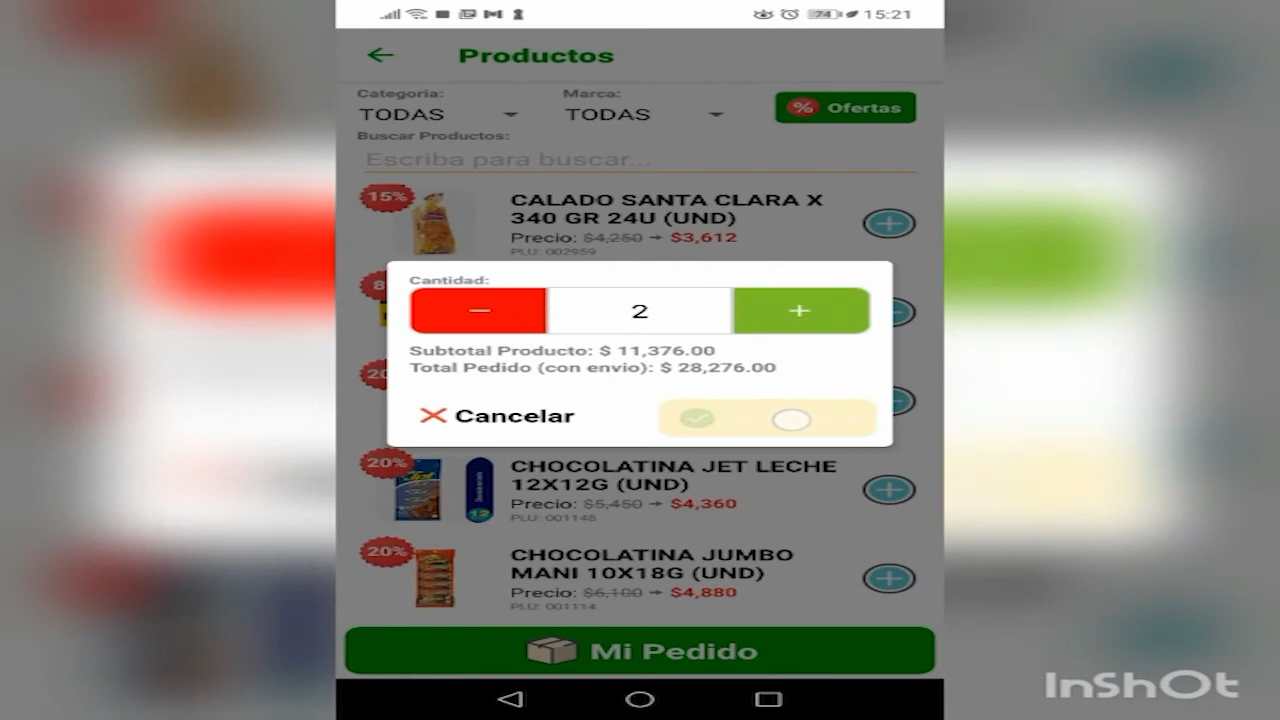 74 15:21
Productos
Categoria: Marca:
TODAS TODAS % Ofertas
Buscar Productos:
Escriba para buscar...
15% CALADO SANTA CLARA X
340 GR 24U (UND)
Precio: $4,250 → $3,612
PLU: 002959
Cantidad:
− 2 +
Subtotal Producto: $ 11,376.00
Total Pedido (con envio): $ 28,276.00
Cancelar
20% CHOCOLATINA JET LECHE
12X12G (UND)
Precio: $5,450 → $4,360
PLU: 001148
20% CHOCOLATINA JUMBO
MANI 10X18G (UND)
Precio: $6,100 → $4,880
PLU: 001114
Mi Pedido
InShOt